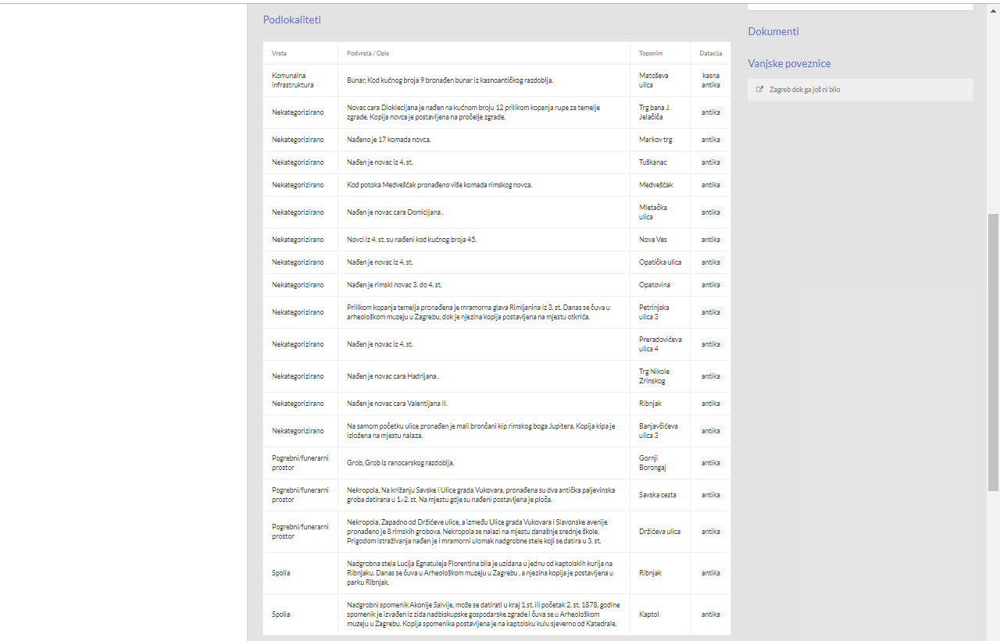 Podlokaliteti
Vrsta
Podvrsta / Opis
Toponim
Datacija
Komunalna
infrastruktura
Bunar, Kod kućnog broja 9 bronađen bunar iz kasnoantičkog razdoblja.
Matoševa
ulica
kasna
antika
Nekategorizirano
Novac cara Dioklecijana je nađen na kućnom broju 12 prilikom kopanja rupe za temelje
zgrade. Kopija novca je postavljena na pročelje zgrade.
Trg bana J.
Jelačića
antika
Nekategorizirano
Nađeno je 17 komada novca.
Markov trg
antika
Nekategorizirano
Nađen je novac iz 4. st.
Tuškanac
antika
Nekategorizirano
Kod potoka Medvešćak pronađeno više komada rimskog novca.
Medvešćak
antika
Nekategorizirano
Nađen je novac cara Domicijana .
Mletačka
ulica
antika
Nekategorizirano
Novci iz 4. st. su nađeni kod kućnog broja 45.
Nova Ves
antika
Nekategorizirano
Nađen je novac iz 4. st.
Opatička ulica
antika
Nekategorizirano
Nađen je rimski novac 3. do 4. st.
Opatovina
antika
Nekategorizirano
Prilikom kopanja temelja pronađena je mramorna glava Rimljanina iz 3. st. Danas se čuva u
arheološkom muzeju u Zagrebu, dok je njezina kopija postavljena na mjestu otkrića.
Petrinjska
ulica 3
antika
Nekategorizirano
Nađen je novac iz 4. st.
Preradovićeva
ulica 4
antika
Nekategorizirano
Nađen je novac cara Hadrijana .
Trg Nikole
Zrinskog
antika
Nekategorizirano
Nađen je novac cara Valentijana II.
Ribnjak
antika
Nekategorizirano
Na samom početku ulice pronađen je mali brončani kip rimskog boga Jupitera. Kopija kipa je
izložena na mjestu nalaza.
Banjavčićeva
ulica 3
antika
Pogrebni/funerarni
prostor
Grob, Grob iz ranocarskog razdoblja.
Gornji
Borongaj
antika
Pogrebni/funerarni
prostor
Nekropola, Na križanju Savske i Ulice grada Vukovara, pronađena su dva antička paljevinska
groba datirana u 1.-2. st. Na mjestu gdje su nađeni postavljena je ploča.
Savska cesta
antika
Pogrebni/funerarni
prostor
Nekropola, Zapadno od Držićeve ulice, a između Ulice grada Vukovara i Slavonske avenije
pronađeno je 8 rimskih grobova. Nekropola se nalazi na mjestu današnje srednje škole.
Prigodom istraživanja nađen je i mramorni ulomak nadgrobne stele koji se datira u 3. st.
Držićeva ulica
antika
Spolia
Nadgrobna stela Lucija Egnatuleja Florentina bila je uzidana u jednu od kaptolskih kurija na
Ribnjaku. Danas se čuva u Arheološkom muzeju u Zagrebu , a njezina kopija je postavljena u
parku Ribnjak.
Ribnjak
antika
Spolia
Nadgrobni spomenik Akonije Salvije, može se datirati u kraj 1.st. ili početak 2. st. 1878. godine
spomenik je izvađen iz zida nadbiskupske gospodarske zgrade i čuva se u Arheološkom
muzeju u Zagrebu. Kopija spomenika postavljena je na kaptolsku kulu sjeverno od Katedrale.
Kaptol
antika
Dokumenti
Vanjske poveznice
Zagreb dok ga još ni bilo